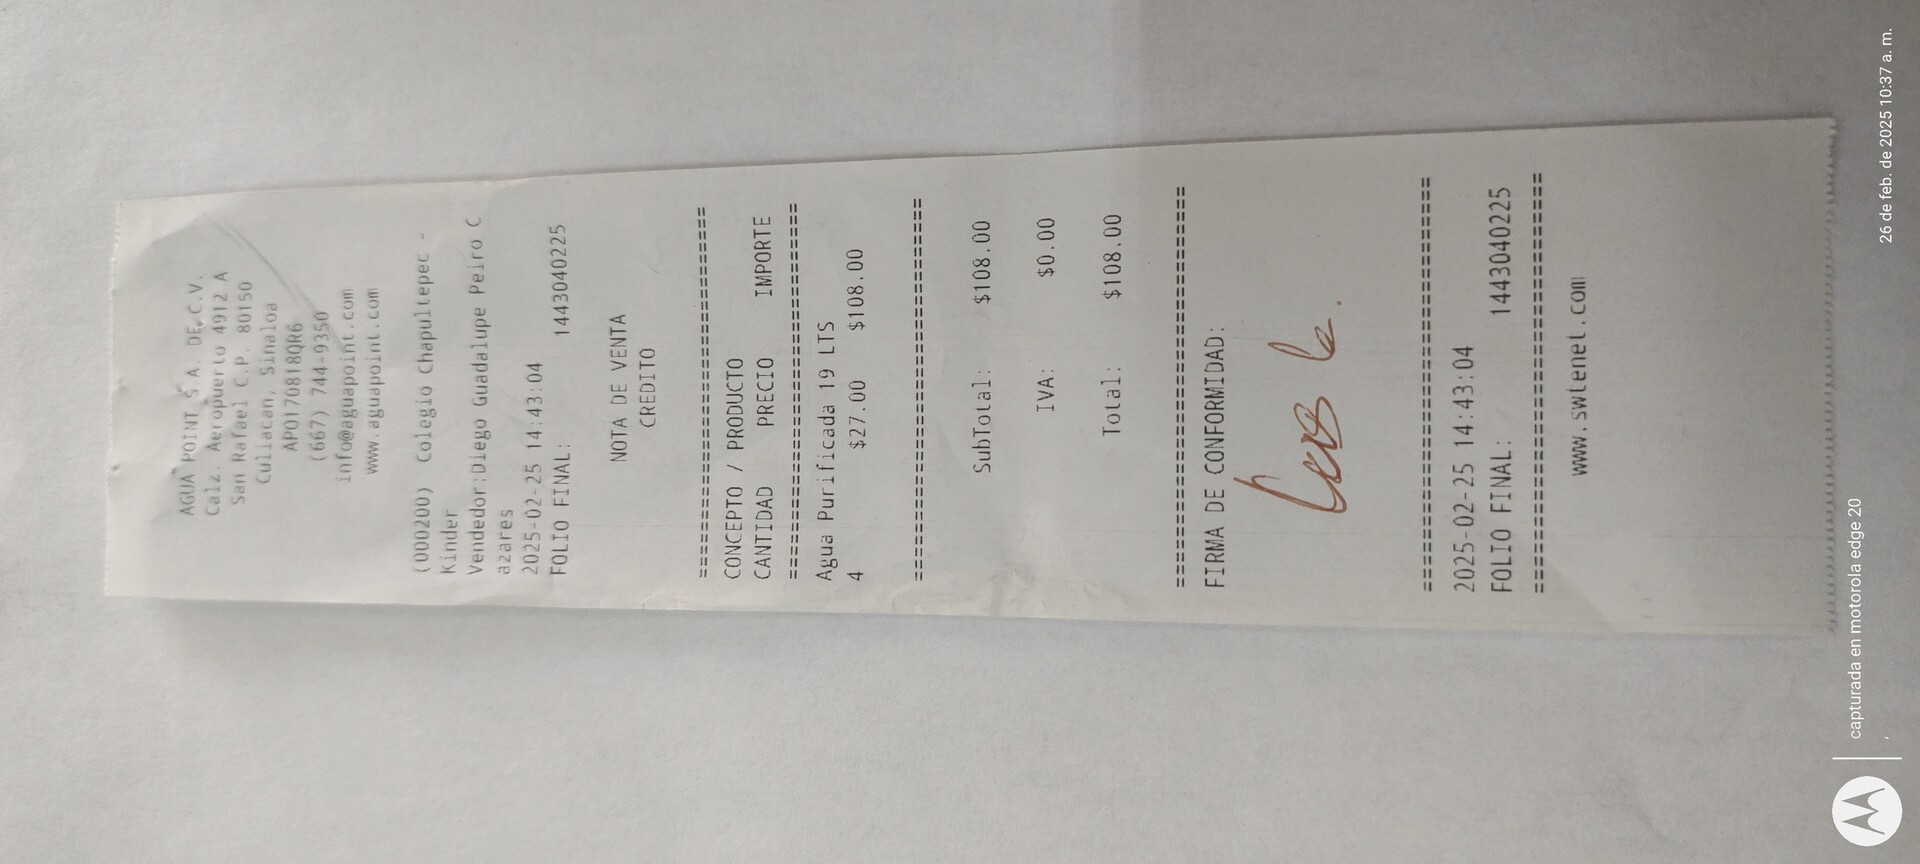 AGUA POINT S.A. DE C.V.
Calz. Aeropuerto 4912 A
San Rafael C.P. 80150
Culiacan, Sinaloa
APO170818QR6
(667) 744-9350
info@aguapoint.com
www.aguapoint.com
(000200) Colegio Chapultepec -
Kinder
Vendedor:Diego Guadalupe Peiro C
azares
2025-02-25 14:43:04
FOLIO FINAL: 1443040225
NOTA DE VENTA
CREDITO
================================
CONCEPTO / PRODUCTO
CANTIDAD PRECIO IMPORTE
================================
Agua Purificada 19 LTS
4 $27.00 $108.00
================================
SubTotal: $108.00
IVA: $0.00
Total: $108.00
================================
FIRMA DE CONFORMIDAD:
================================
2025-02-25 14:43:04
FOLIO FINAL: 1443040225
================================
www.swtenet.com
capturada en motorola edge 20
26 de feb. de 2025 10:37 a. m.